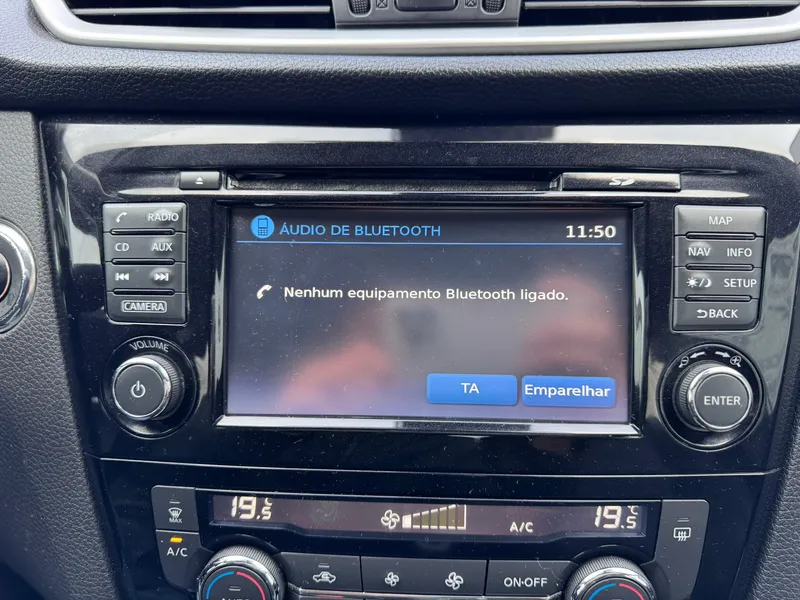 SD
RADIO
CD AUX
CAMERA
VOLUME
ÁUDIO DE BLUETOOTH 11:50
Nenhum equipamento Bluetooth ligado.
TA Emparelhar
MAP
NAV INFO
SETUP
BACK
ENTER
MAX
A/C
19.5°C A/C 19.5°C
AUTO
ON·OFF